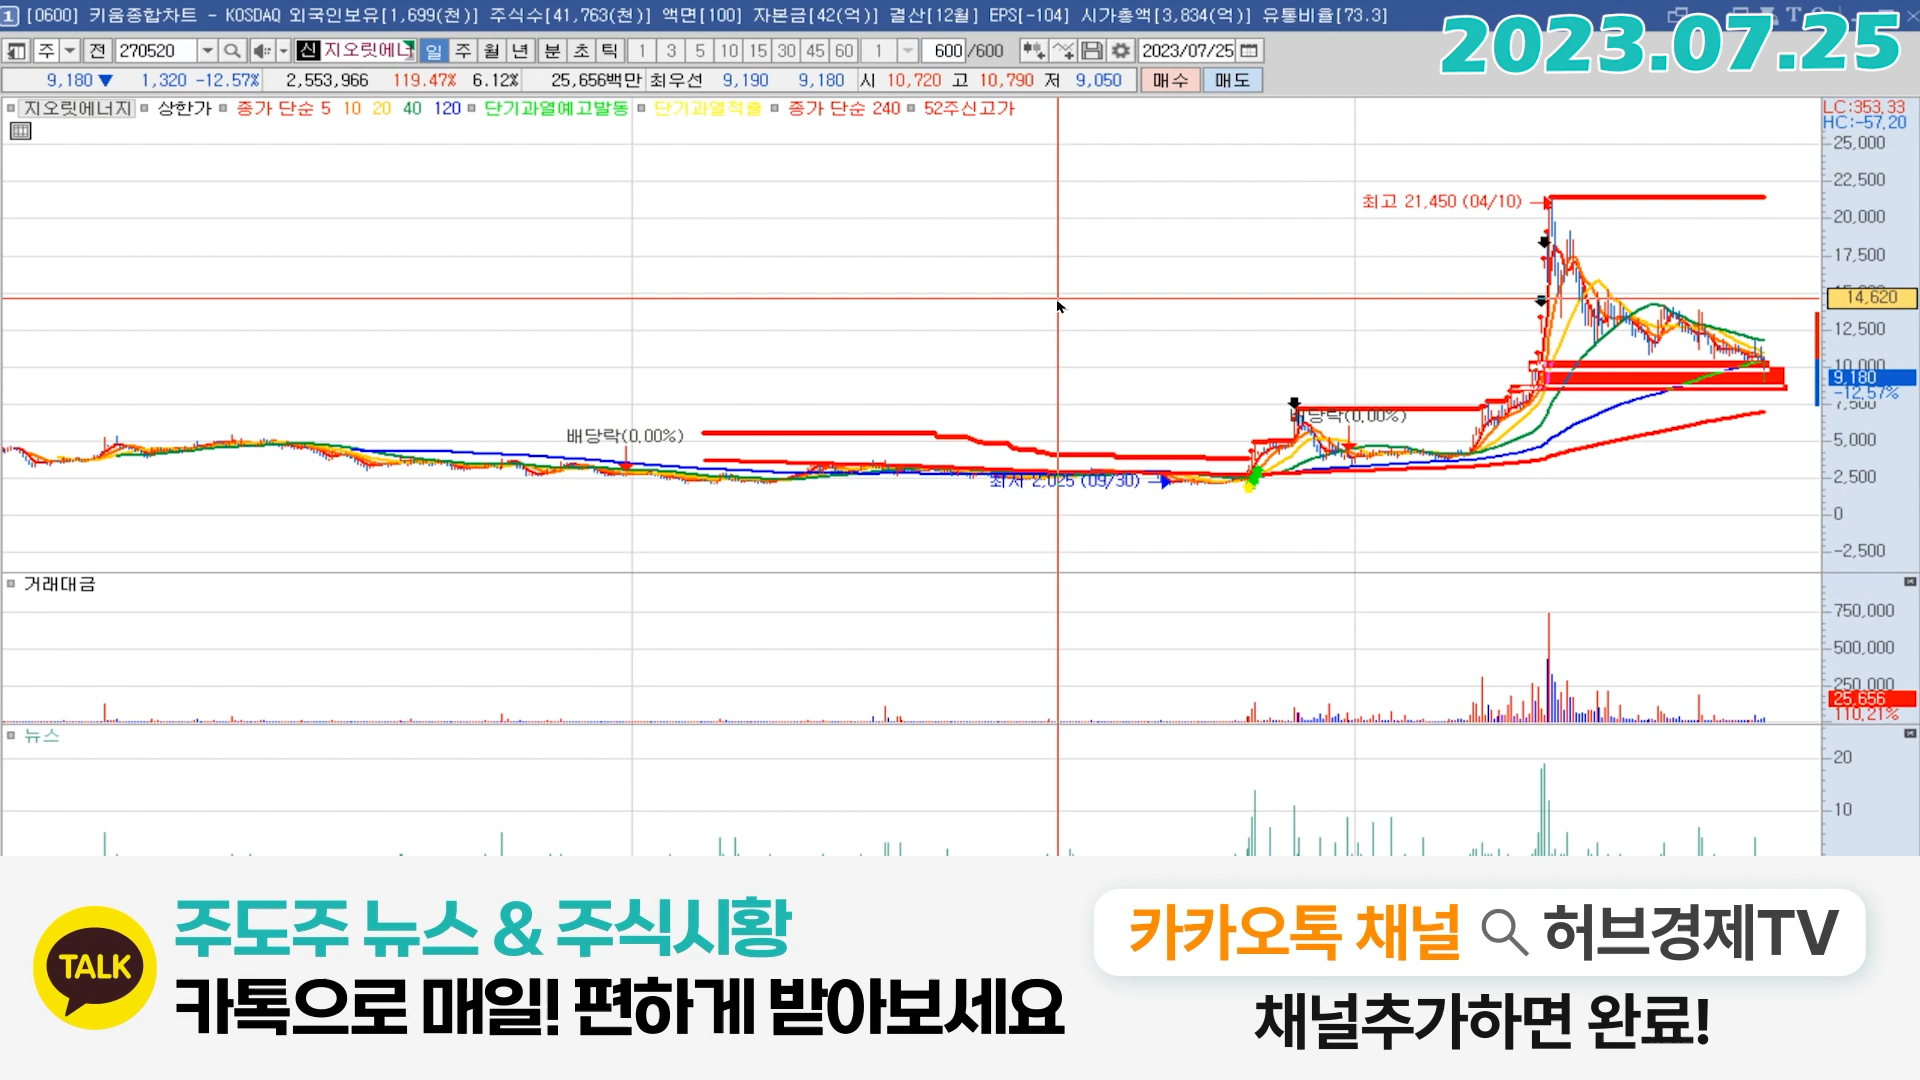 1 [0600] 키움종합차트 - KOSDAQ 외국인보유[1,699(천)] 주식수[41,763(천)] 액면[100] 자본금[42(억)] 결산[12월] EPS[-104] 시가총액[3,834(억)] 유통비율[73.3]
2023.07.25
주 전 270520 신 지오릿에너 일 주 월 년 분 초 틱 1 3 5 10 15 30 45 60 1 600 /600 2023/07/25
9,180 ▼ 1,320 -12.57% 2,553,966 119.47% 6.12% 25,656백만 최우선 9,190 9,180 시 10,720 고 10,790 저 9,050 매수 매도
지오릿에너지 상한가 종가 단순 5 10 20 40 120 단기과열예고발동 단기과열적출 종가 단순 240 52주신고가
LC:353.33
HC:-57.20
25,000
22,500
최고 21,450 (04/10)
20,000
17,500
14,620
12,500
10,000
9,180
-12.57%
7,500
배당락(0.00%)
배당락(0.00%)
5,000
최저 2,025 (09/30)
2,500
0
-2,500
거래대금
750,000
500,000
250,000
25,656
110.21%
뉴스
20
10
TALK
주도주 뉴스 & 주식시황
카톡으로 매일! 편하게 받아보세요
카카오톡 채널 허브경제TV
채널추가하면 완료!